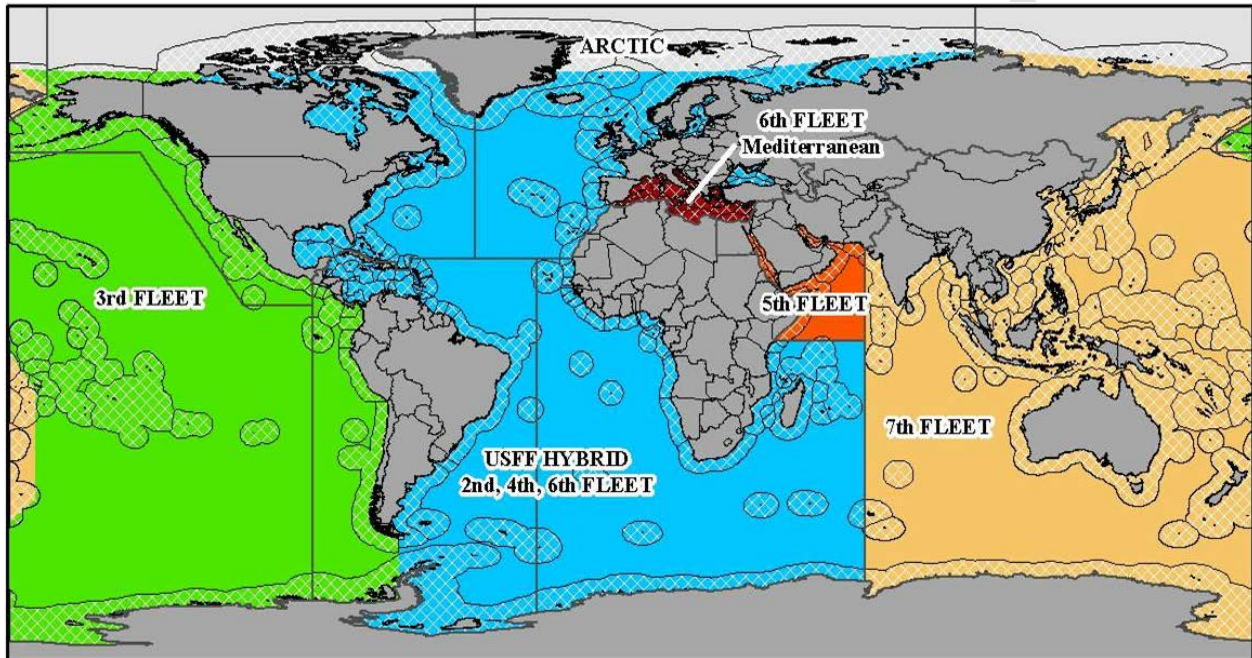 ARCTIC
6th FLEET
Mediterranean
3rd FLEET
5th FLEET
7th FLEET
USFF HYBRID
2nd, 4th, 6th FLEET